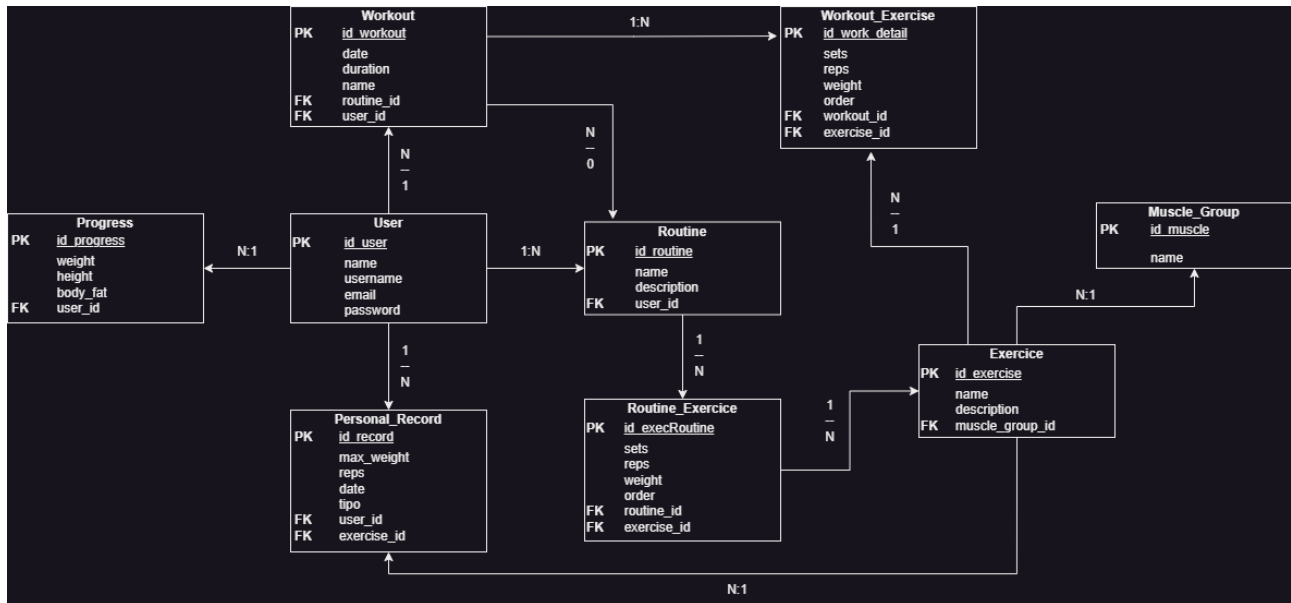 Workout
PK id_workout
date
duration
name
FK routine_id
FK user_id
1:N
Workout_Exercise
PK id_work_detail
sets
reps
weight
order
FK workout_id
FK exercise_id
N
—
0
N
—
1
N
—
1
Progress
PK id_progress
weight
height
body_fat
FK user_id
N:1
User
PK id_user
name
username
email
password
1:N
Routine
PK id_routine
name
description
FK user_id
Muscle_Group
PK id_muscle
name
N:1
1
—
N
1
—
N
Exercice
PK id_exercise
name
description
FK muscle_group_id
Personal_Record
PK id_record
max_weight
reps
date
tipo
FK user_id
FK exercise_id
Routine_Exercice
PK id_execRoutine
sets
reps
weight
order
FK routine_id
FK exercise_id
1
—
N
N:1